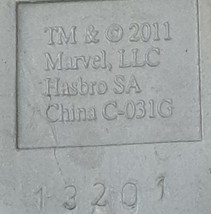 TM & © 2011
Marvel, LLC
Hasbro SA
China C-031G
13201